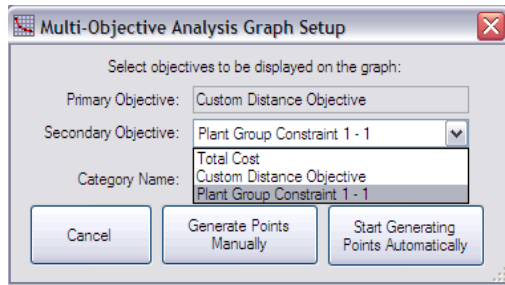 Multi-Objective Analysis Graph Setup
Select objectives to be displayed on the graph:
Primary Objective: Custom Distance Objective
Secondary Objective: Plant Group Constraint 1 - 1
Total Cost
Custom Distance Objective
Category Name: Plant Group Constraint 1 - 1
Cancel
Generate Points
Manually
Start Generating
Points Automatically